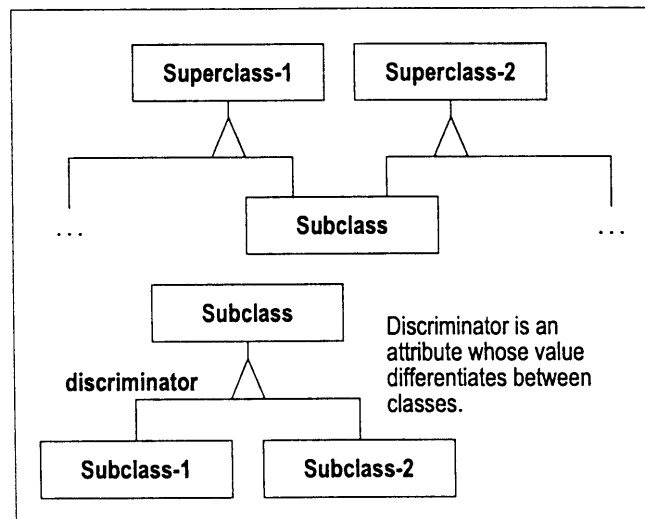 Superclass-1 Superclass-2
... Subclass ...
Subclass
Discriminator is an
attribute whose value
differentiates between
classes.
discriminator
Subclass-1 Subclass-2